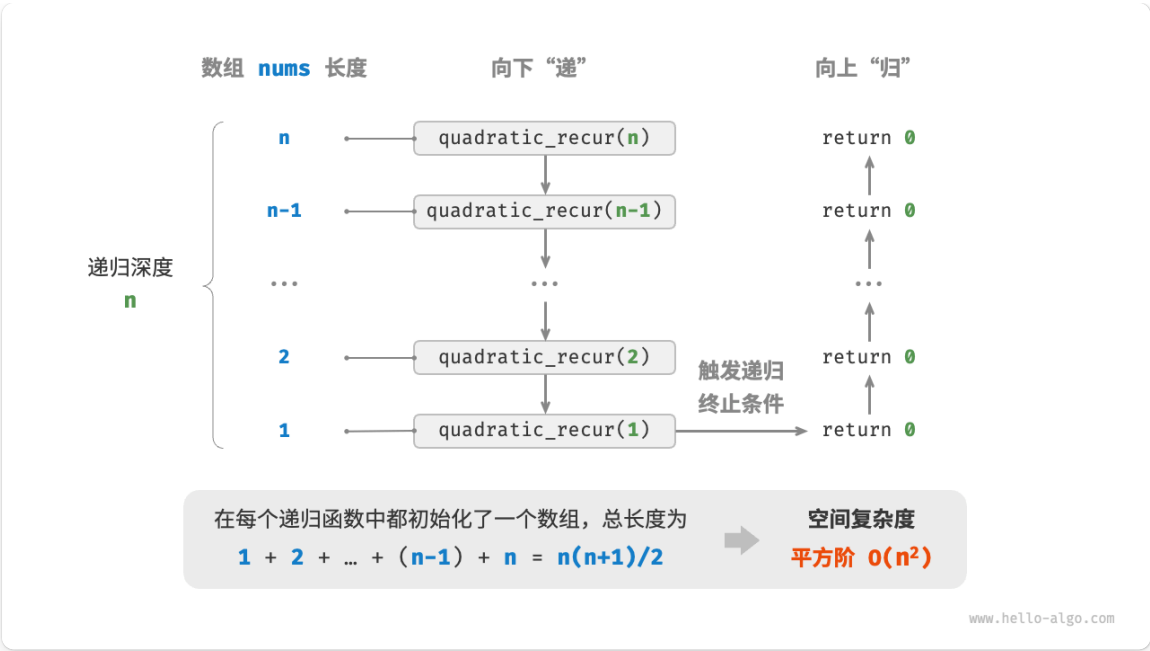 数组 nums 长度 向下“递” 向上“归”
n quadratic_recur(n) return 0
n-1 quadratic_recur(n-1) return 0
递归深度
n
... ... ...
2 quadratic_recur(2) return 0
触发递归
终止条件
1 quadratic_recur(1) return 0
在每个递归函数中都初始化了一个数组，总长度为
1 + 2 + … + (n-1) + n = n(n+1)/2
空间复杂度
平方阶 O(n²)
www.hello-algo.com